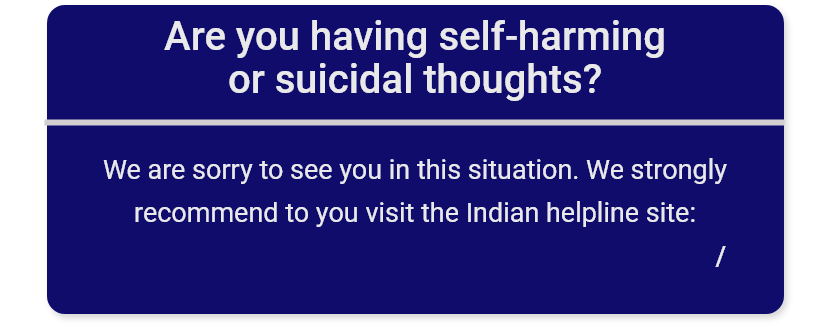 Are you having self-harming
or suicidal thoughts?
We are sorry to see you in this situation. We strongly
recommend to you visit the Indian helpline site:
/